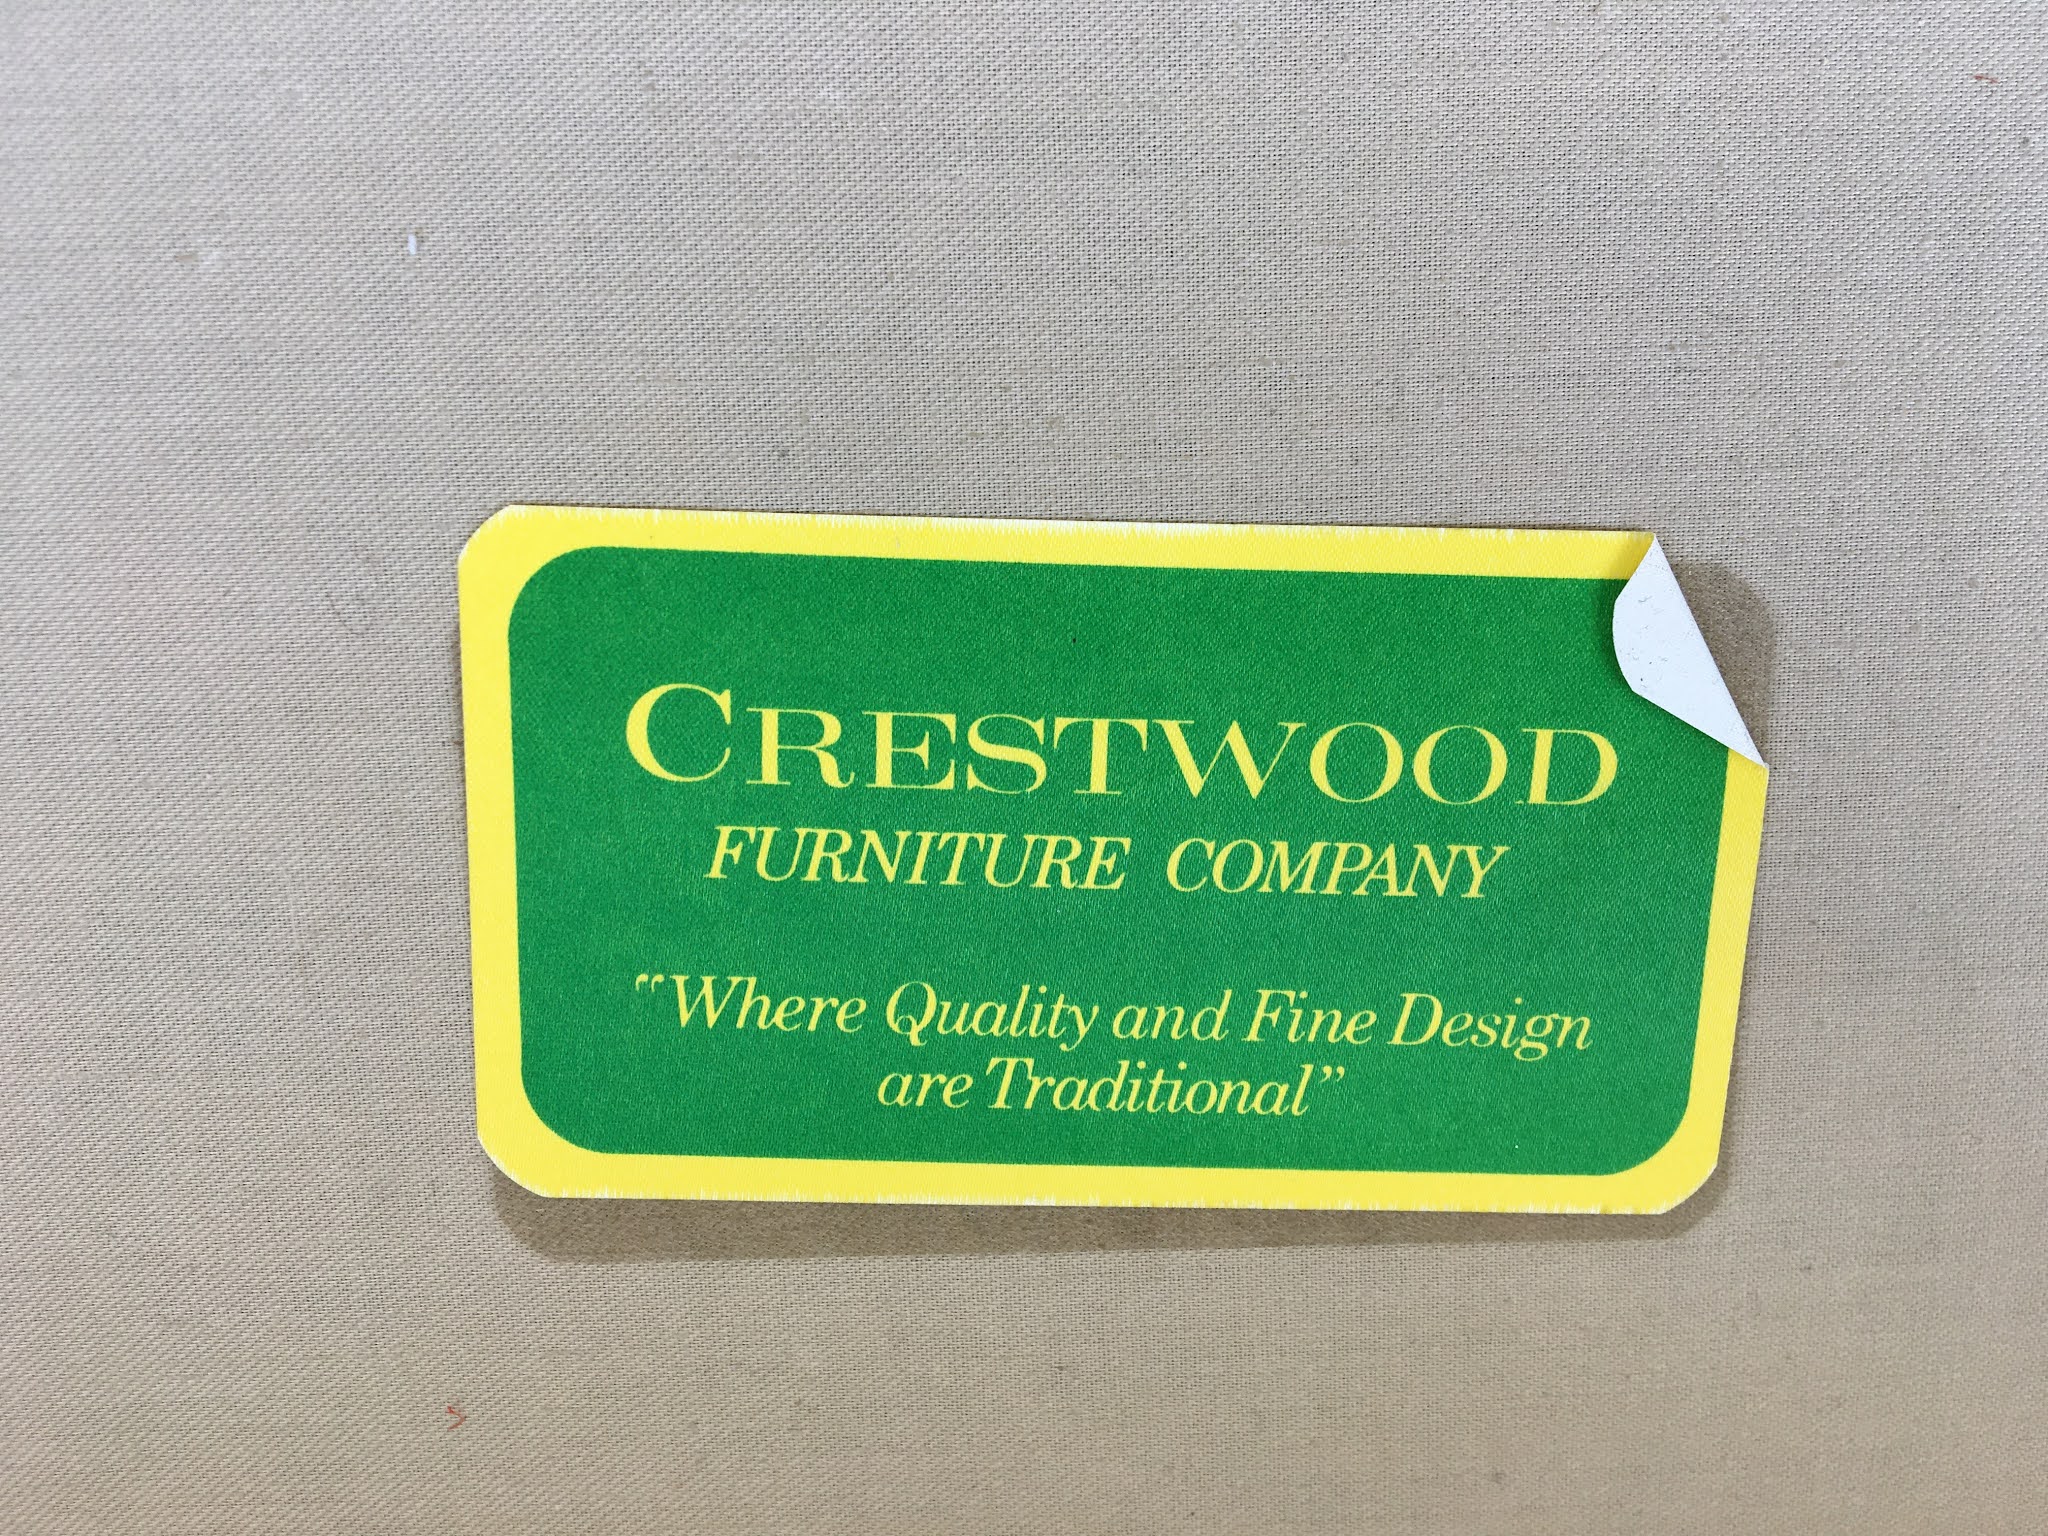 CRESTWOOD
FURNITURE COMPANY
“Where Quality and Fine Design
are Traditional”